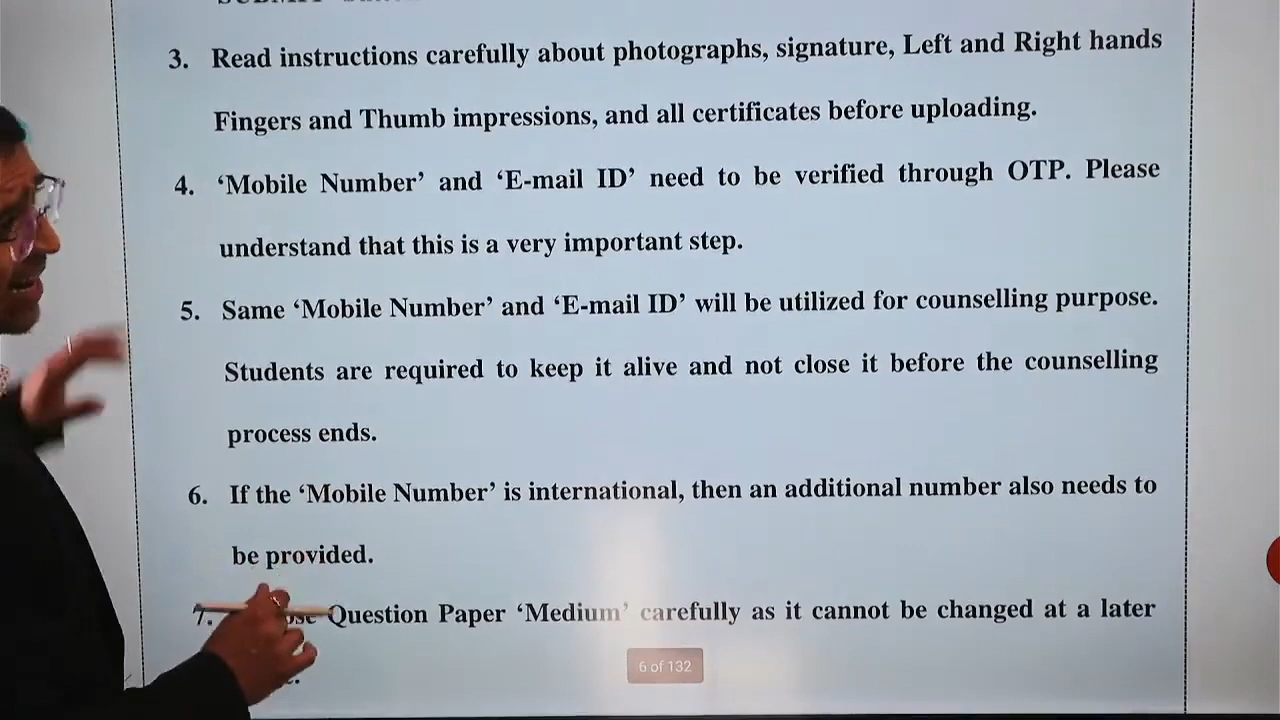 3. Read instructions carefully about photographs, signature, Left and Right hands
Fingers and Thumb impressions, and all certificates before uploading.
4. ‘Mobile Number’ and ‘E-mail ID’ need to be verified through OTP. Please
understand that this is a very important step.
5. Same ‘Mobile Number’ and ‘E-mail ID’ will be utilized for counselling purpose.
Students are required to keep it alive and not close it before the counselling
process ends.
6. If the ‘Mobile Number’ is international, then an additional number also needs to
be provided.
7. Question Paper ‘Medium’ carefully as it cannot be changed at a later
6 of 132